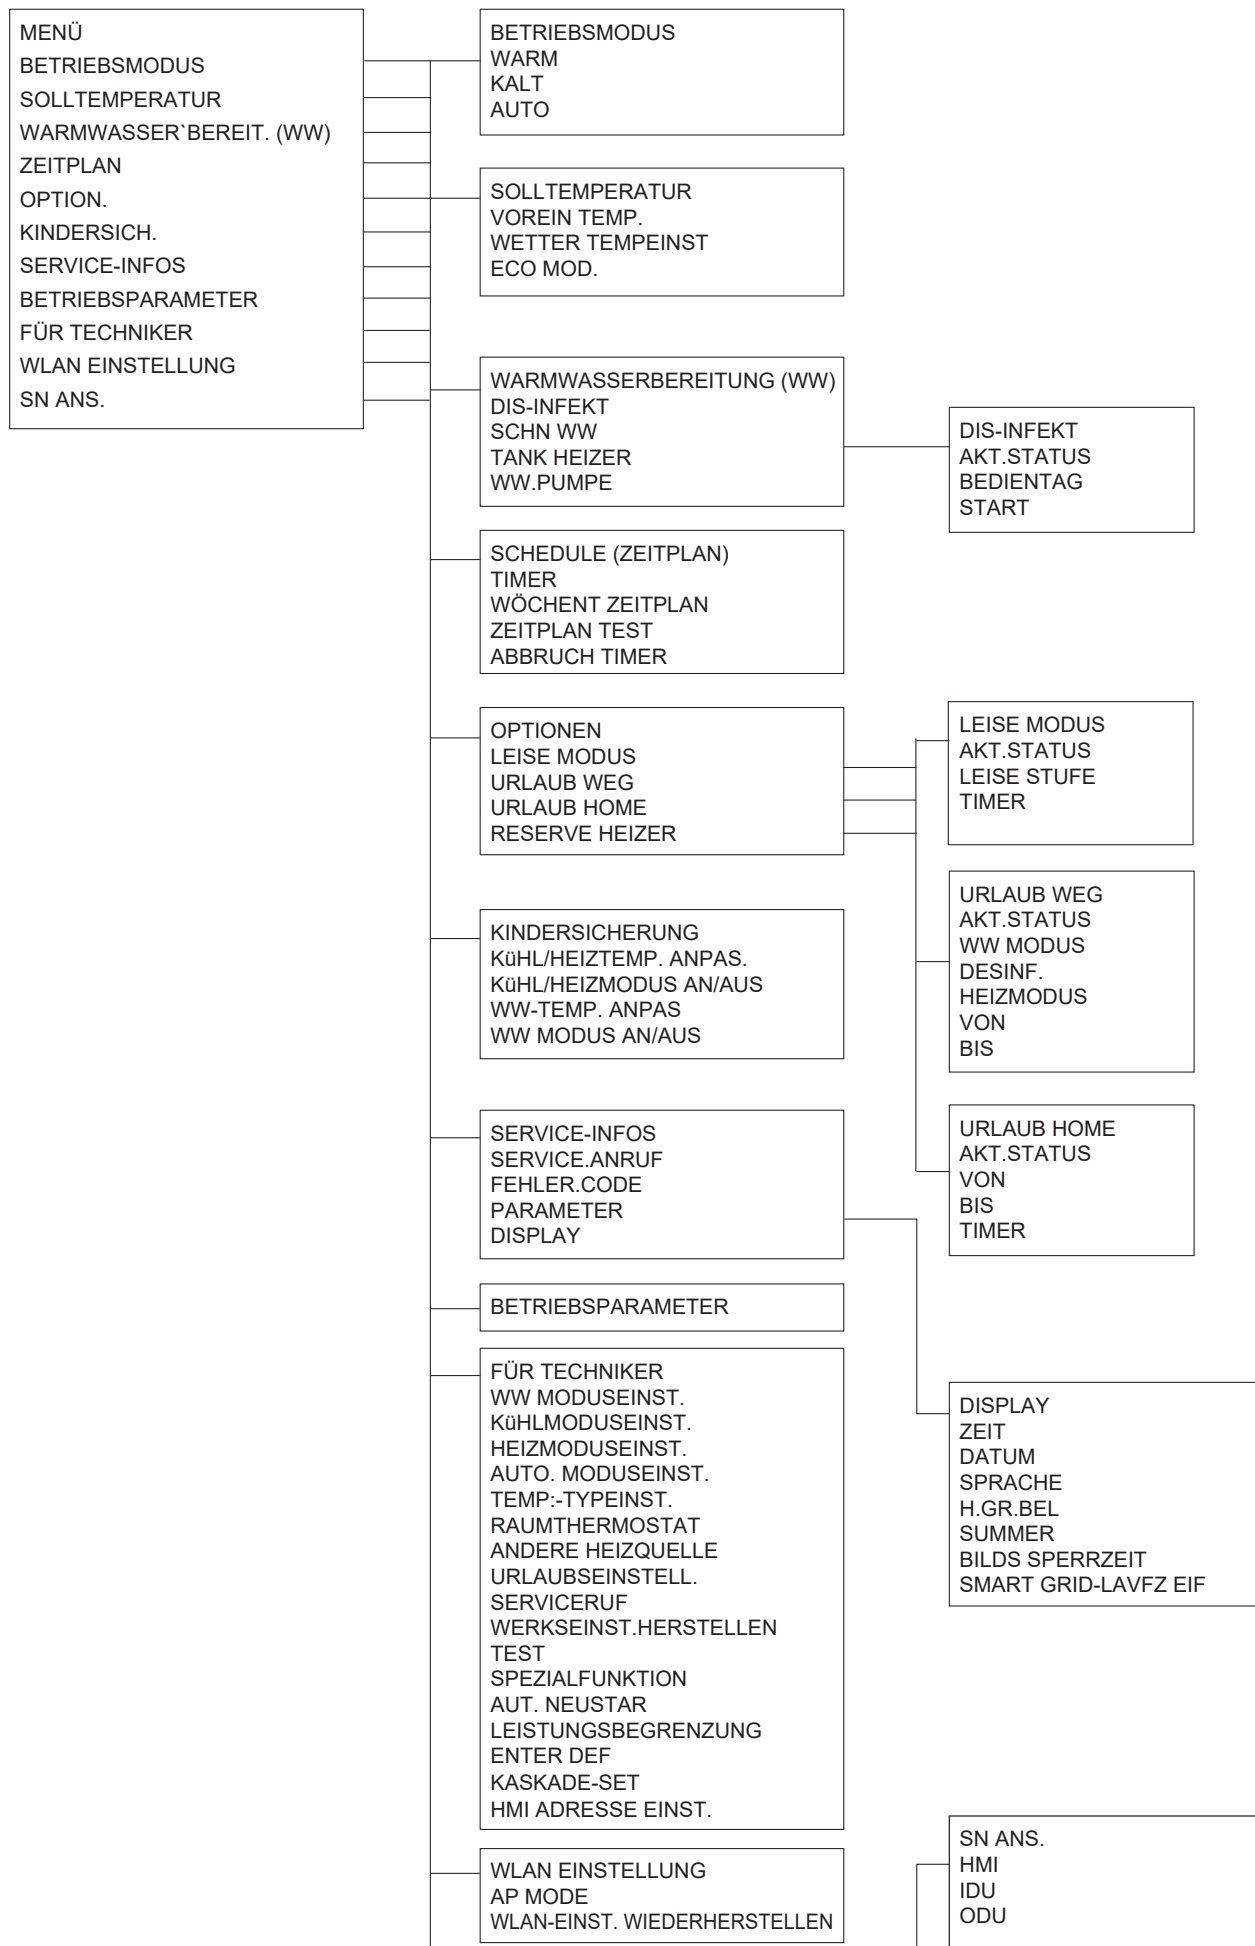 MENÜ
BETRIEBSMODUS
SOLLTEMPERATUR
WARMWASSER`BEREIT. (WW)
ZEITPLAN
OPTION.
KINDERSICH.
SERVICE-INFOS
BETRIEBSPARAMETER
FÜR TECHNIKER
WLAN EINSTELLUNG
SN ANS.
BETRIEBSMODUS
WARM
KALT
AUTO
SOLLTEMPERATUR
VOREIN TEMP.
WETTER TEMPEINST
ECO MOD.
WARMWASSERBEREITUNG (WW)
DIS-INFEKT
SCHN WW
TANK HEIZER
WW.PUMPE
DIS-INFEKT
AKT.STATUS
BEDIENTAG
START
SCHEDULE (ZEITPLAN)
TIMER
WÖCHENT ZEITPLAN
ZEITPLAN TEST
ABBRUCH TIMER
OPTIONEN
LEISE MODUS
URLAUB WEG
URLAUB HOME
RESERVE HEIZER
LEISE MODUS
AKT.STATUS
LEISE STUFE
TIMER
URLAUB WEG
AKT.STATUS
WW MODUS
DESINF.
HEIZMODUS
VON
BIS
URLAUB HOME
AKT.STATUS
VON
BIS
TIMER
KINDERSICHERUNG
KüHL/HEIZTEMP. ANPAS.
KüHL/HEIZMODUS AN/AUS
WW-TEMP. ANPAS
WW MODUS AN/AUS
SERVICE-INFOS
SERVICE.ANRUF
FEHLER.CODE
PARAMETER
DISPLAY
BETRIEBSPARAMETER
FÜR TECHNIKER
WW MODUSEINST.
KüHLMODUSEINST.
HEIZMODUSEINST.
AUTO. MODUSEINST.
TEMP:-TYPEINST.
RAUMTHERMOSTAT
ANDERE HEIZQUELLE
URLAUBSEINSTELL.
SERVICERUF
WERKSEINST.HERSTELLEN
TEST
SPEZIALFUNKTION
AUT. NEUSTAR
LEISTUNGSBEGRENZUNG
ENTER DEF
KASKADE-SET
HMI ADRESSE EINST.
DISPLAY
ZEIT
DATUM
SPRACHE
H.GR.BEL
SUMMER
BILDS SPERRZEIT
SMART GRID-LAVFZ EIF
WLAN EINSTELLUNG
AP MODE
WLAN-EINST. WIEDERHERSTELLEN
SN ANS.
HMI
IDU
ODU